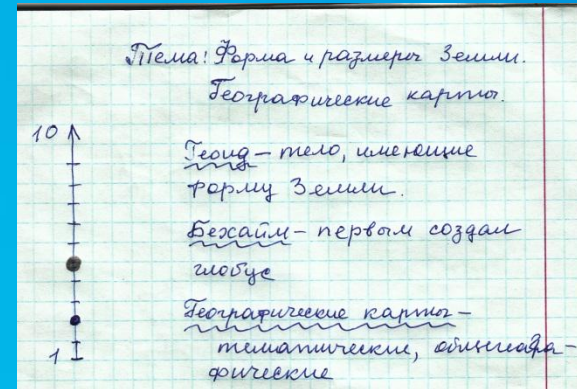 Тема: Форма и размеры Земли.
Географические карты.
10
Геоид – тело, имеющие
форму Земли.
Бехайм – первым создал
глобус
Географические карты –
1
тематические, общегеогра-
фические